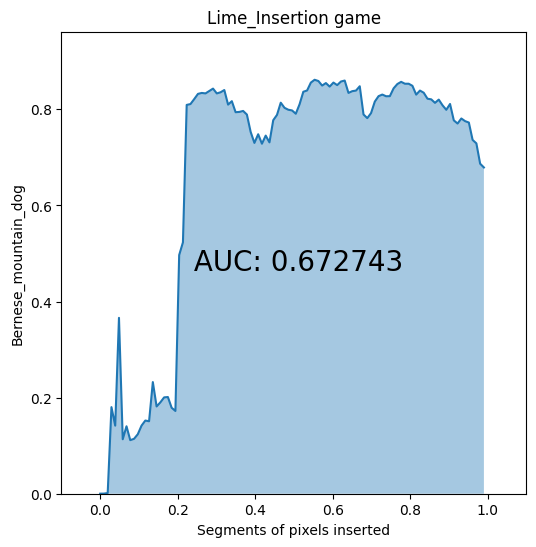 Lime_Insertion game
Bernese_mountain_dog
0.8
0.6
0.4
0.2
0.0
AUC: 0.672743
0.0 0.2 0.4 0.6 0.8 1.0
Segments of pixels inserted